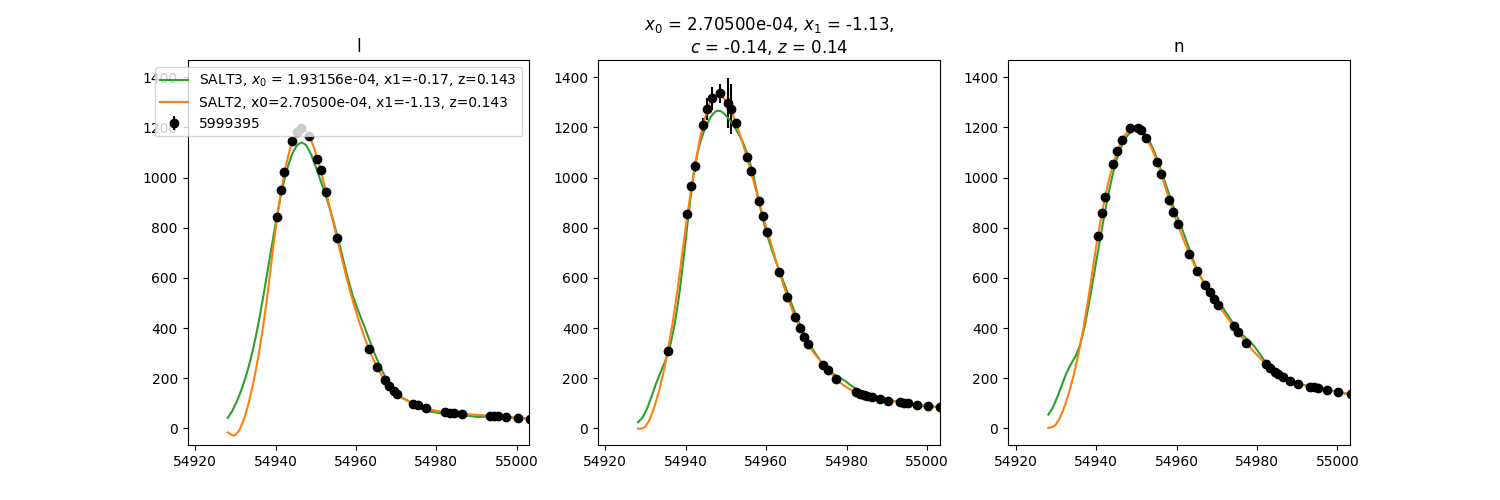 x₀ = 2.70500e-04, x₁ = -1.13,
c = -0.14, z = 0.14
l
n
SALT3, x₀ = 1.93156e-04, x1=-0.17, z=0.143
SALT2, x0=2.70500e-04, x1=-1.13, z=0.143
5999395
1400
1200
1000
800
600
400
200
0
54920 54940 54960 54980 55000
1400
1200
1000
800
600
400
200
0
54920 54940 54960 54980 55000
1400
1200
1000
800
600
400
200
0
54920 54940 54960 54980 55000